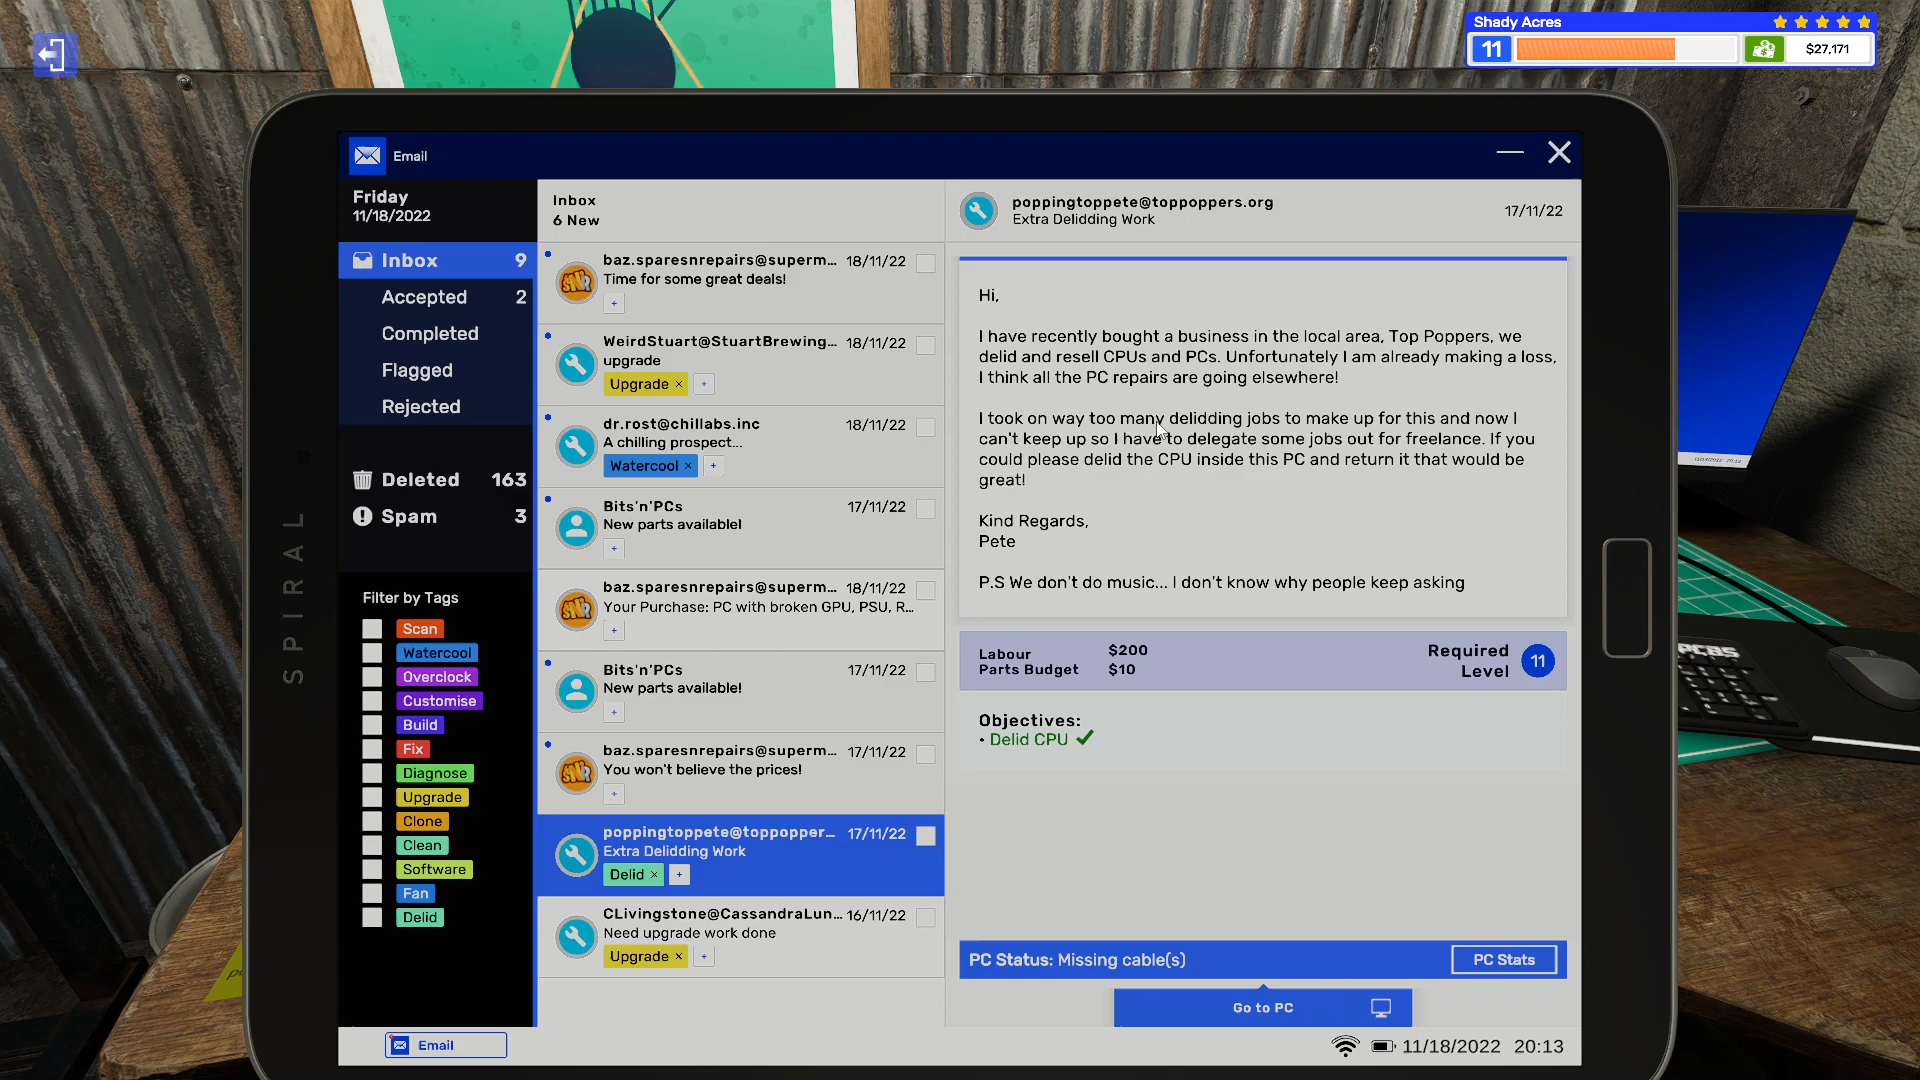 Shady Acres
11
$27,171
Email
Friday
11/18/2022
Inbox 9
Accepted 2
Completed
Flagged
Rejected
Deleted 163
Spam 3
Filter by Tags
Scan
Watercool
Overclock
Customise
Build
Fix
Diagnose
Upgrade
Clone
Clean
Software
Fan
Delid
Inbox
6 New
baz.sparesnrepairs@superm... 18/11/22
Time for some great deals!
+
WeirdStuart@StuartBrewing... 18/11/22
upgrade
Upgrade × +
dr.rost@chillabs.inc 18/11/22
A chilling prospect...
Watercool × +
Bits'n'PCs 17/11/22
New parts available!
+
baz.sparesnrepairs@superm... 18/11/22
Your Purchase: PC with broken GPU, PSU, R...
+
Bits'n'PCs 17/11/22
New parts available!
+
baz.sparesnrepairs@superm... 17/11/22
You won't believe the prices!
+
poppingtoppete@toppopper... 17/11/22
Extra Delidding Work
Delid × +
CLivingstone@CassandraLun... 16/11/22
Need upgrade work done
Upgrade × +
poppingtoppete@toppoppers.org
Extra Delidding Work
17/11/22
Hi,
I have recently bought a business in the local area, Top Poppers, we
delid and resell CPUs and PCs. Unfortunately I am already making a loss,
I think all the PC repairs are going elsewhere!
I took on way too many delidding jobs to make up for this and now I
can't keep up so I have to delegate some jobs out for freelance. If you
could please delid the CPU inside this PC and return it that would be
great!
Kind Regards,
Pete
P.S We don't do music... I don't know why people keep asking
Labour $200
Parts Budget $10
Required
Level 11
Objectives:
• Delid CPU
PC Status: Missing cable(s)
PC Stats
Go to PC
Email
11/18/2022 20:13
SPIRAL
SNR
SNR
SNR
PCBS